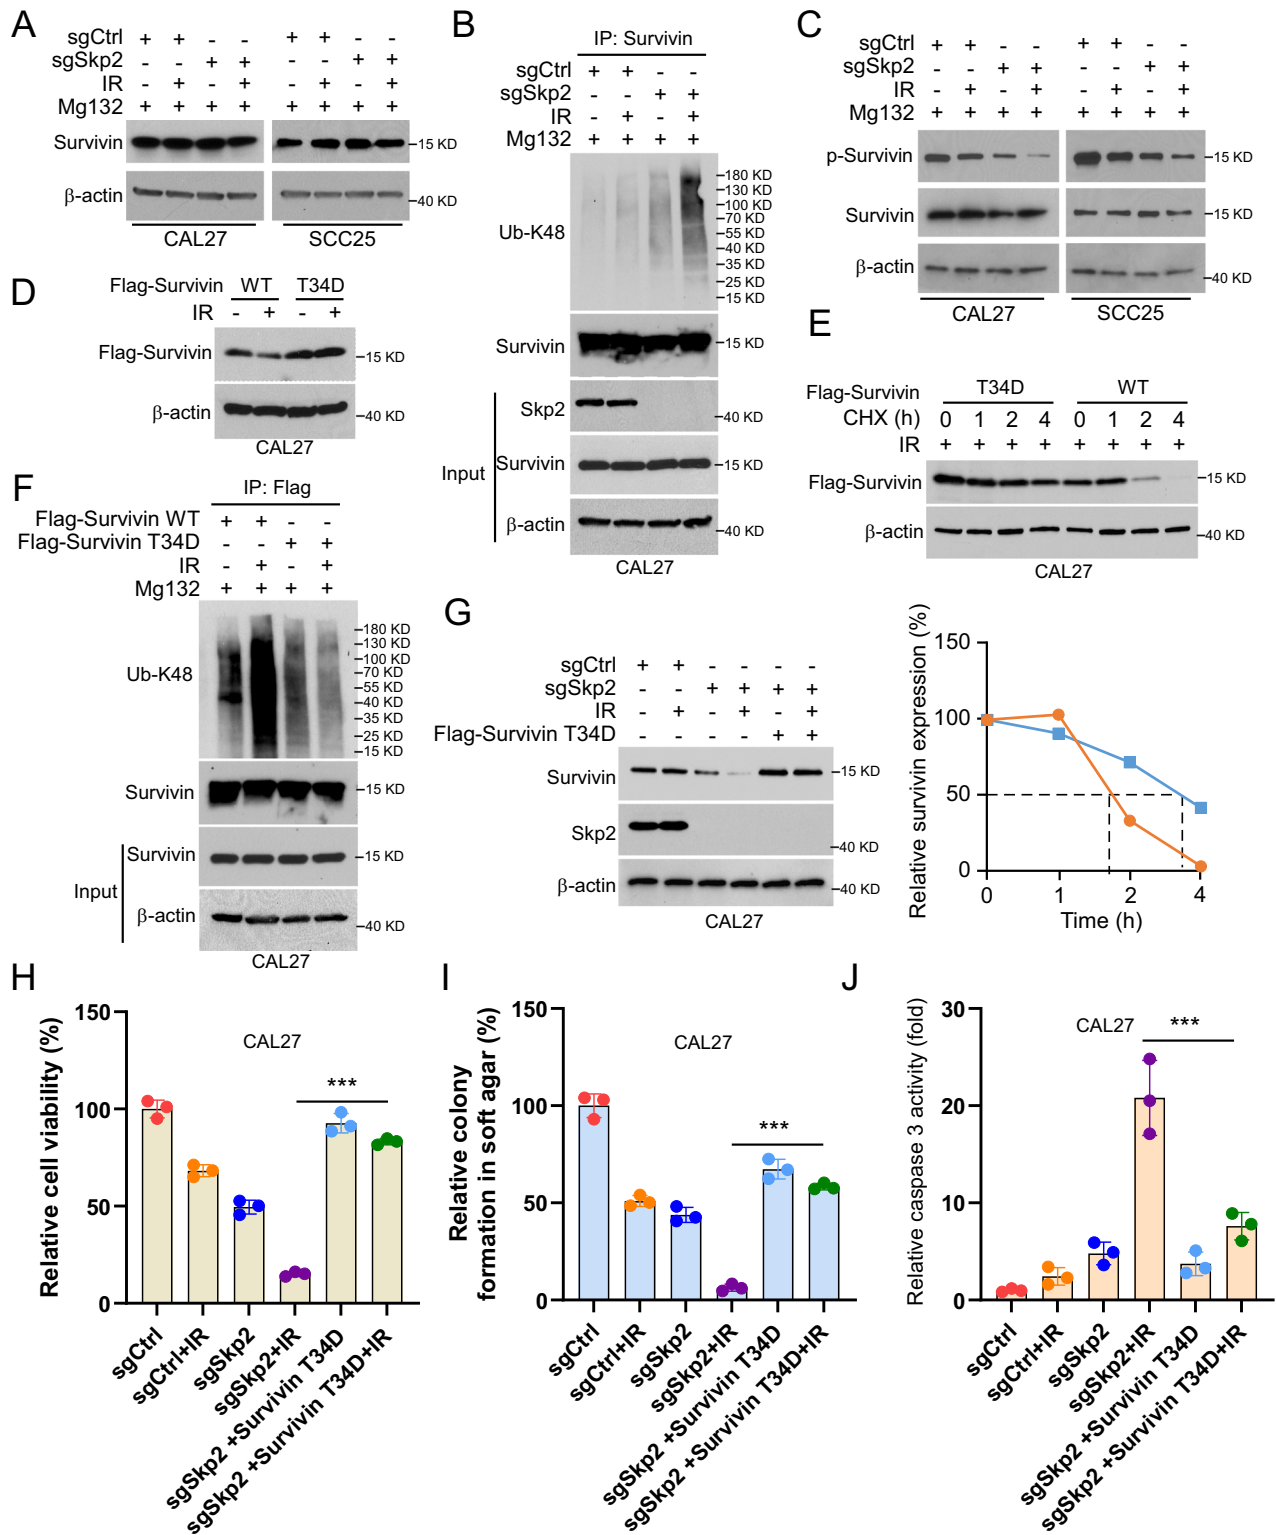 A
sgCtrl + + - - + + - -
sgSkp2 - - + + - - + +
IR - + - + - + - +
Mg132 + + + + + + + +
Survivin
15 KD
β-actin
40 KD
CAL27 SCC25
B
IP: Survivin
sgCtrl + + - -
sgSkp2 - - + +
IR - + - +
Mg132 + + + +
Ub-K48
180 KD
130 KD
100 KD
70 KD
55 KD
40 KD
35 KD
25 KD
15 KD
Survivin
15 KD
Input
Skp2
40 KD
Survivin
15 KD
β-actin
40 KD
CAL27
C
sgCtrl + + - - + + - -
sgSkp2 - - + + - - + +
IR - + - + - + - +
Mg132 + + + + + + + +
p-Survivin
15 KD
Survivin
15 KD
β-actin
40 KD
CAL27 SCC25
D
Flag-Survivin WT T34D
IR - + - +
Flag-Survivin
15 KD
β-actin
40 KD
CAL27
E
Flag-Survivin T34D WT
CHX (h) 0 1 2 4 0 1 2 4
IR + + + + + + + +
Flag-Survivin
15 KD
β-actin
40 KD
CAL27
Relative survivin expression (%)
150
100
50
0
0 1 2 4
Time (h)
F
IP: Flag
Flag-Survivin WT + + - -
Flag-Survivin T34D - - + +
IR - + - +
Mg132 + + + +
Ub-K48
180 KD
130 KD
100 KD
70 KD
55 KD
40 KD
35 KD
25 KD
15 KD
Survivin
15 KD
Input
Survivin
15 KD
β-actin
40 KD
CAL27
G
sgCtrl + + - - - -
sgSkp2 - - + + + +
IR - + - + - +
Flag-Survivin T34D - - - - + +
Survivin
15 KD
Skp2
40 KD
β-actin
40 KD
CAL27
H
Relative cell viability (%)
150
100
50
0
CAL27
***
sgCtrl
sgCtrl+IR
sgSkp2
sgSkp2+IR
sgSkp2 +Survivin T34D
sgSkp2 +Survivin T34D+IR
I
Relative colony
formation in soft agar (%)
150
100
50
0
CAL27
***
sgCtrl
sgCtrl+IR
sgSkp2
sgSkp2+IR
sgSkp2 +Survivin T34D
sgSkp2 +Survivin T34D+IR
J
Relative caspase 3 activity (fold)
30
20
10
0
CAL27
***
sgCtrl
sgCtrl+IR
sgSkp2
sgSkp2+IR
sgSkp2 +Survivin T34D
sgSkp2 +Survivin T34D+IR